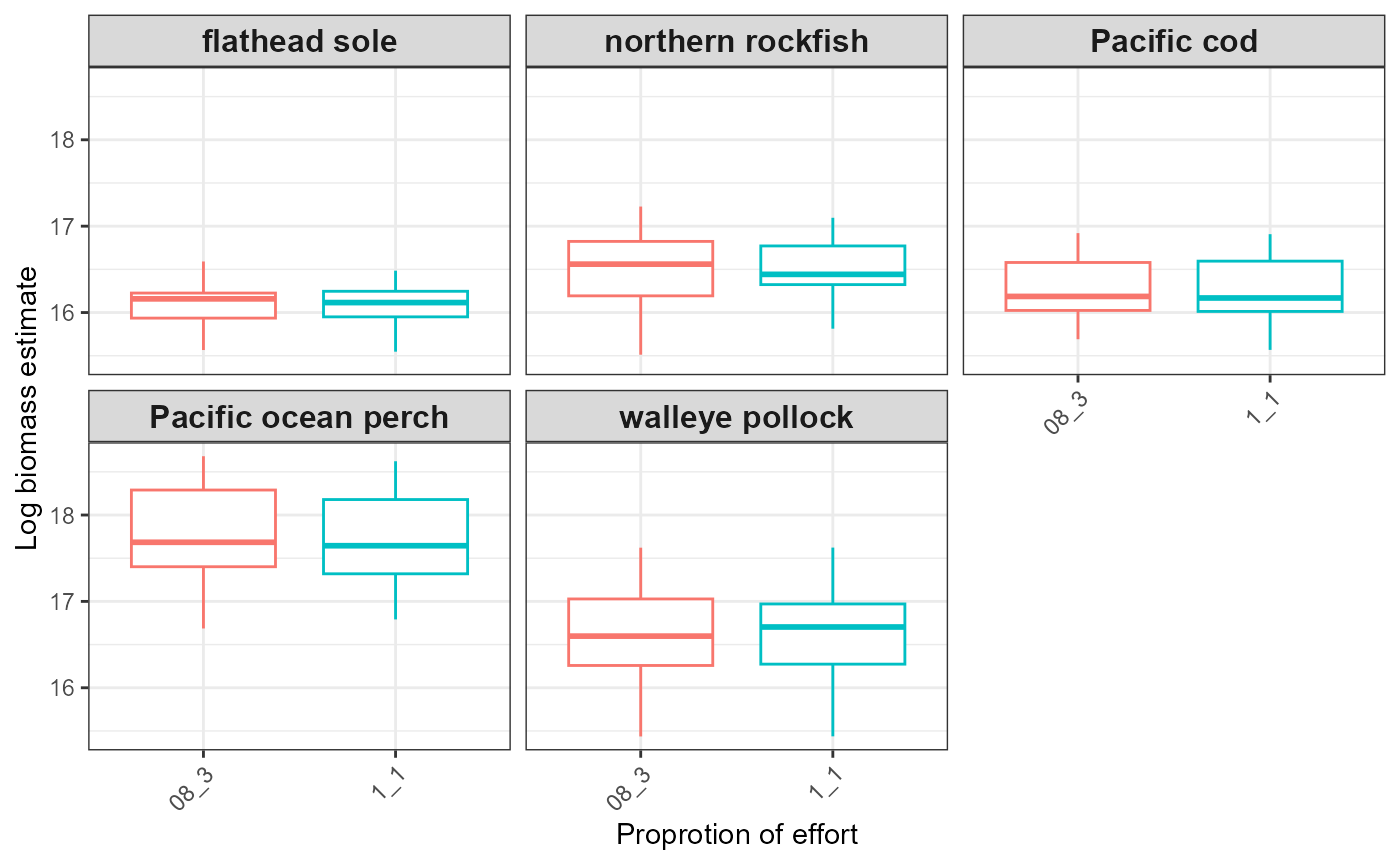 flathead sole
northern rockfish
Pacific cod
18
17
16
08_3
1_1
Pacific ocean perch
walleye pollock
18
17
16
08_3
1_1
08_3
1_1
Log biomass estimate
Proprotion of effort